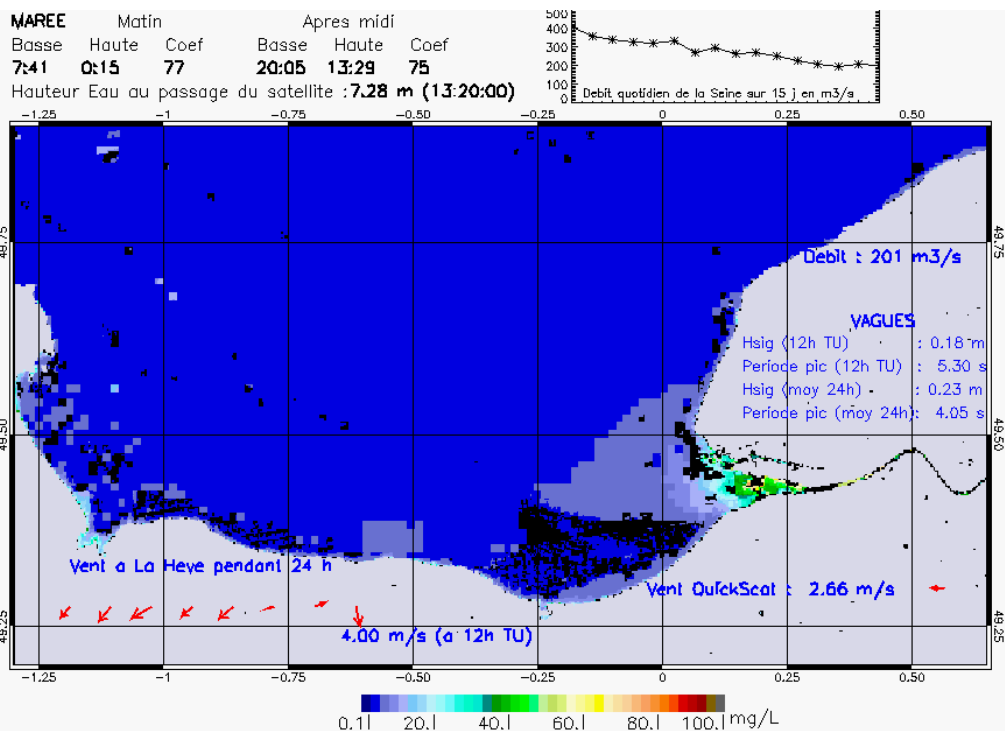 MAREE Matin Apres midi
Basse Haute Coef Basse Haute Coef
7:41 0:15 77 20:05 13:29 75
Hauteur Eau au passage du satellite : 7.28 m (13:20:00)
500
400
300
200
100
0
Debit quotidien de la Seine sur 15 j en m3/s
-1.25 -1 -0.75 -0.50 -0.25 0 0.25 0.50
49.75 49.75
Debit : 201 m3/s
VAGUES
Hsig (12h TU) : 0.18 m
Periode pic (12h TU) : 5.30 s
Hsig (moy 24h) : 0.23 m
Periode pic (moy 24h): 4.05 s
49.50 49.50
Vent a La Heve pendant 24 h
Vent QuickScat : 2.66 m/s
49.25 49.25
4.00 m/s (a 12h TU)
-1.25 -1 -0.75 -0.50 -0.25 0 0.25 0.50
0.1 20.1 40.1 60.1 80.1 100.1 mg/L